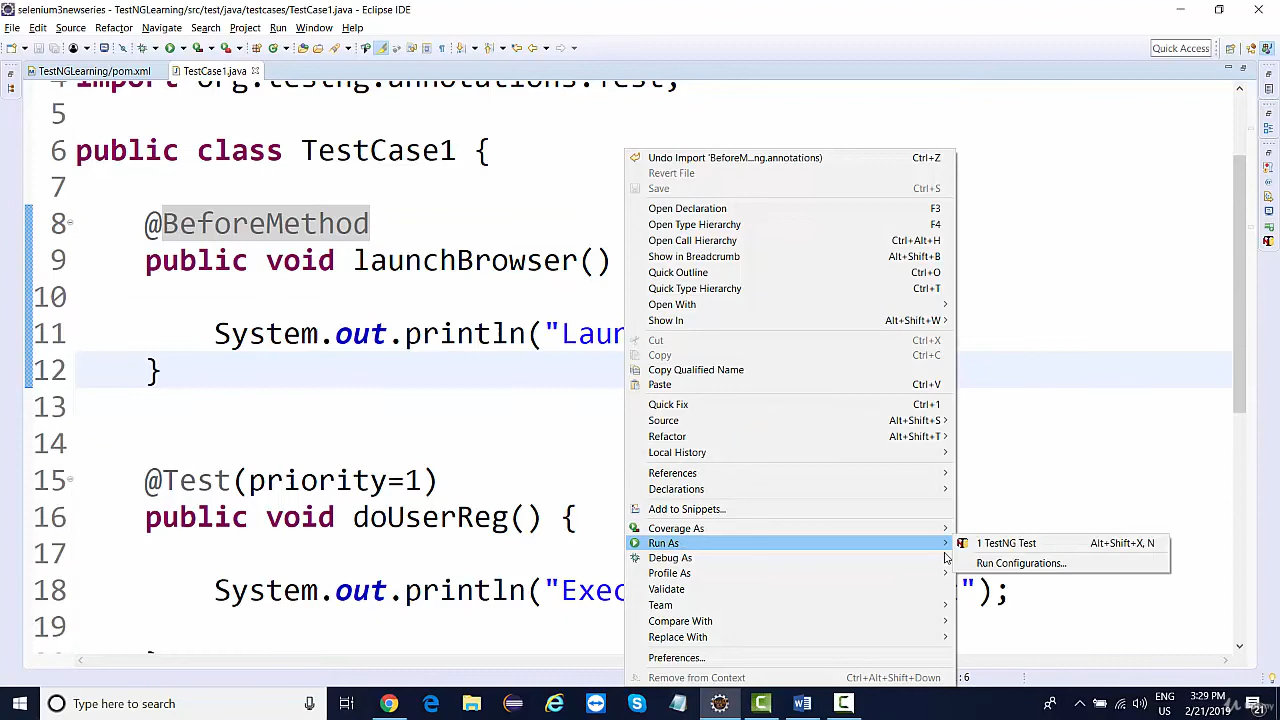 selenium3newseries - TestNGLearning/src/test/java/testcases/TestCase1.java - Eclipse IDE
File Edit Source Refactor Navigate Search Project Run Window Help
Quick Access
TestNGLearning/pom.xml TestCase1.java
4 import org.testng.annotations.Test;
5
6 public class TestCase1 {
7
8 @BeforeMethod
9 public void launchBrowser()
10
11 System.out.println("Laun
12 }
13
14
15 @Test(priority=1)
16 public void doUserReg() {
17
18 System.out.println("Exec ");
19
Undo Import 'BeforeM...ng.annotations) Ctrl+Z
Revert File
Save Ctrl+S
Open Declaration F3
Open Type Hierarchy F4
Open Call Hierarchy Ctrl+Alt+H
Show in Breadcrumb Alt+Shift+B
Quick Outline Ctrl+O
Quick Type Hierarchy Ctrl+T
Open With
Show In Alt+Shift+W
Cut Ctrl+X
Copy Ctrl+C
Copy Qualified Name
Paste Ctrl+V
Quick Fix Ctrl+1
Source Alt+Shift+S
Refactor Alt+Shift+T
Local History
References
Declarations
Add to Snippets...
Coverage As
Run As
Debug As
Profile As
Validate
Team
Compare With
Replace With
Preferences...
Remove from Context Ctrl+Alt+Shift+Down
1 TestNG Test Alt+Shift+X, N
Run Configurations...
: 6
Type here to search
ENG
US
3:29 PM
2/21/2019
21